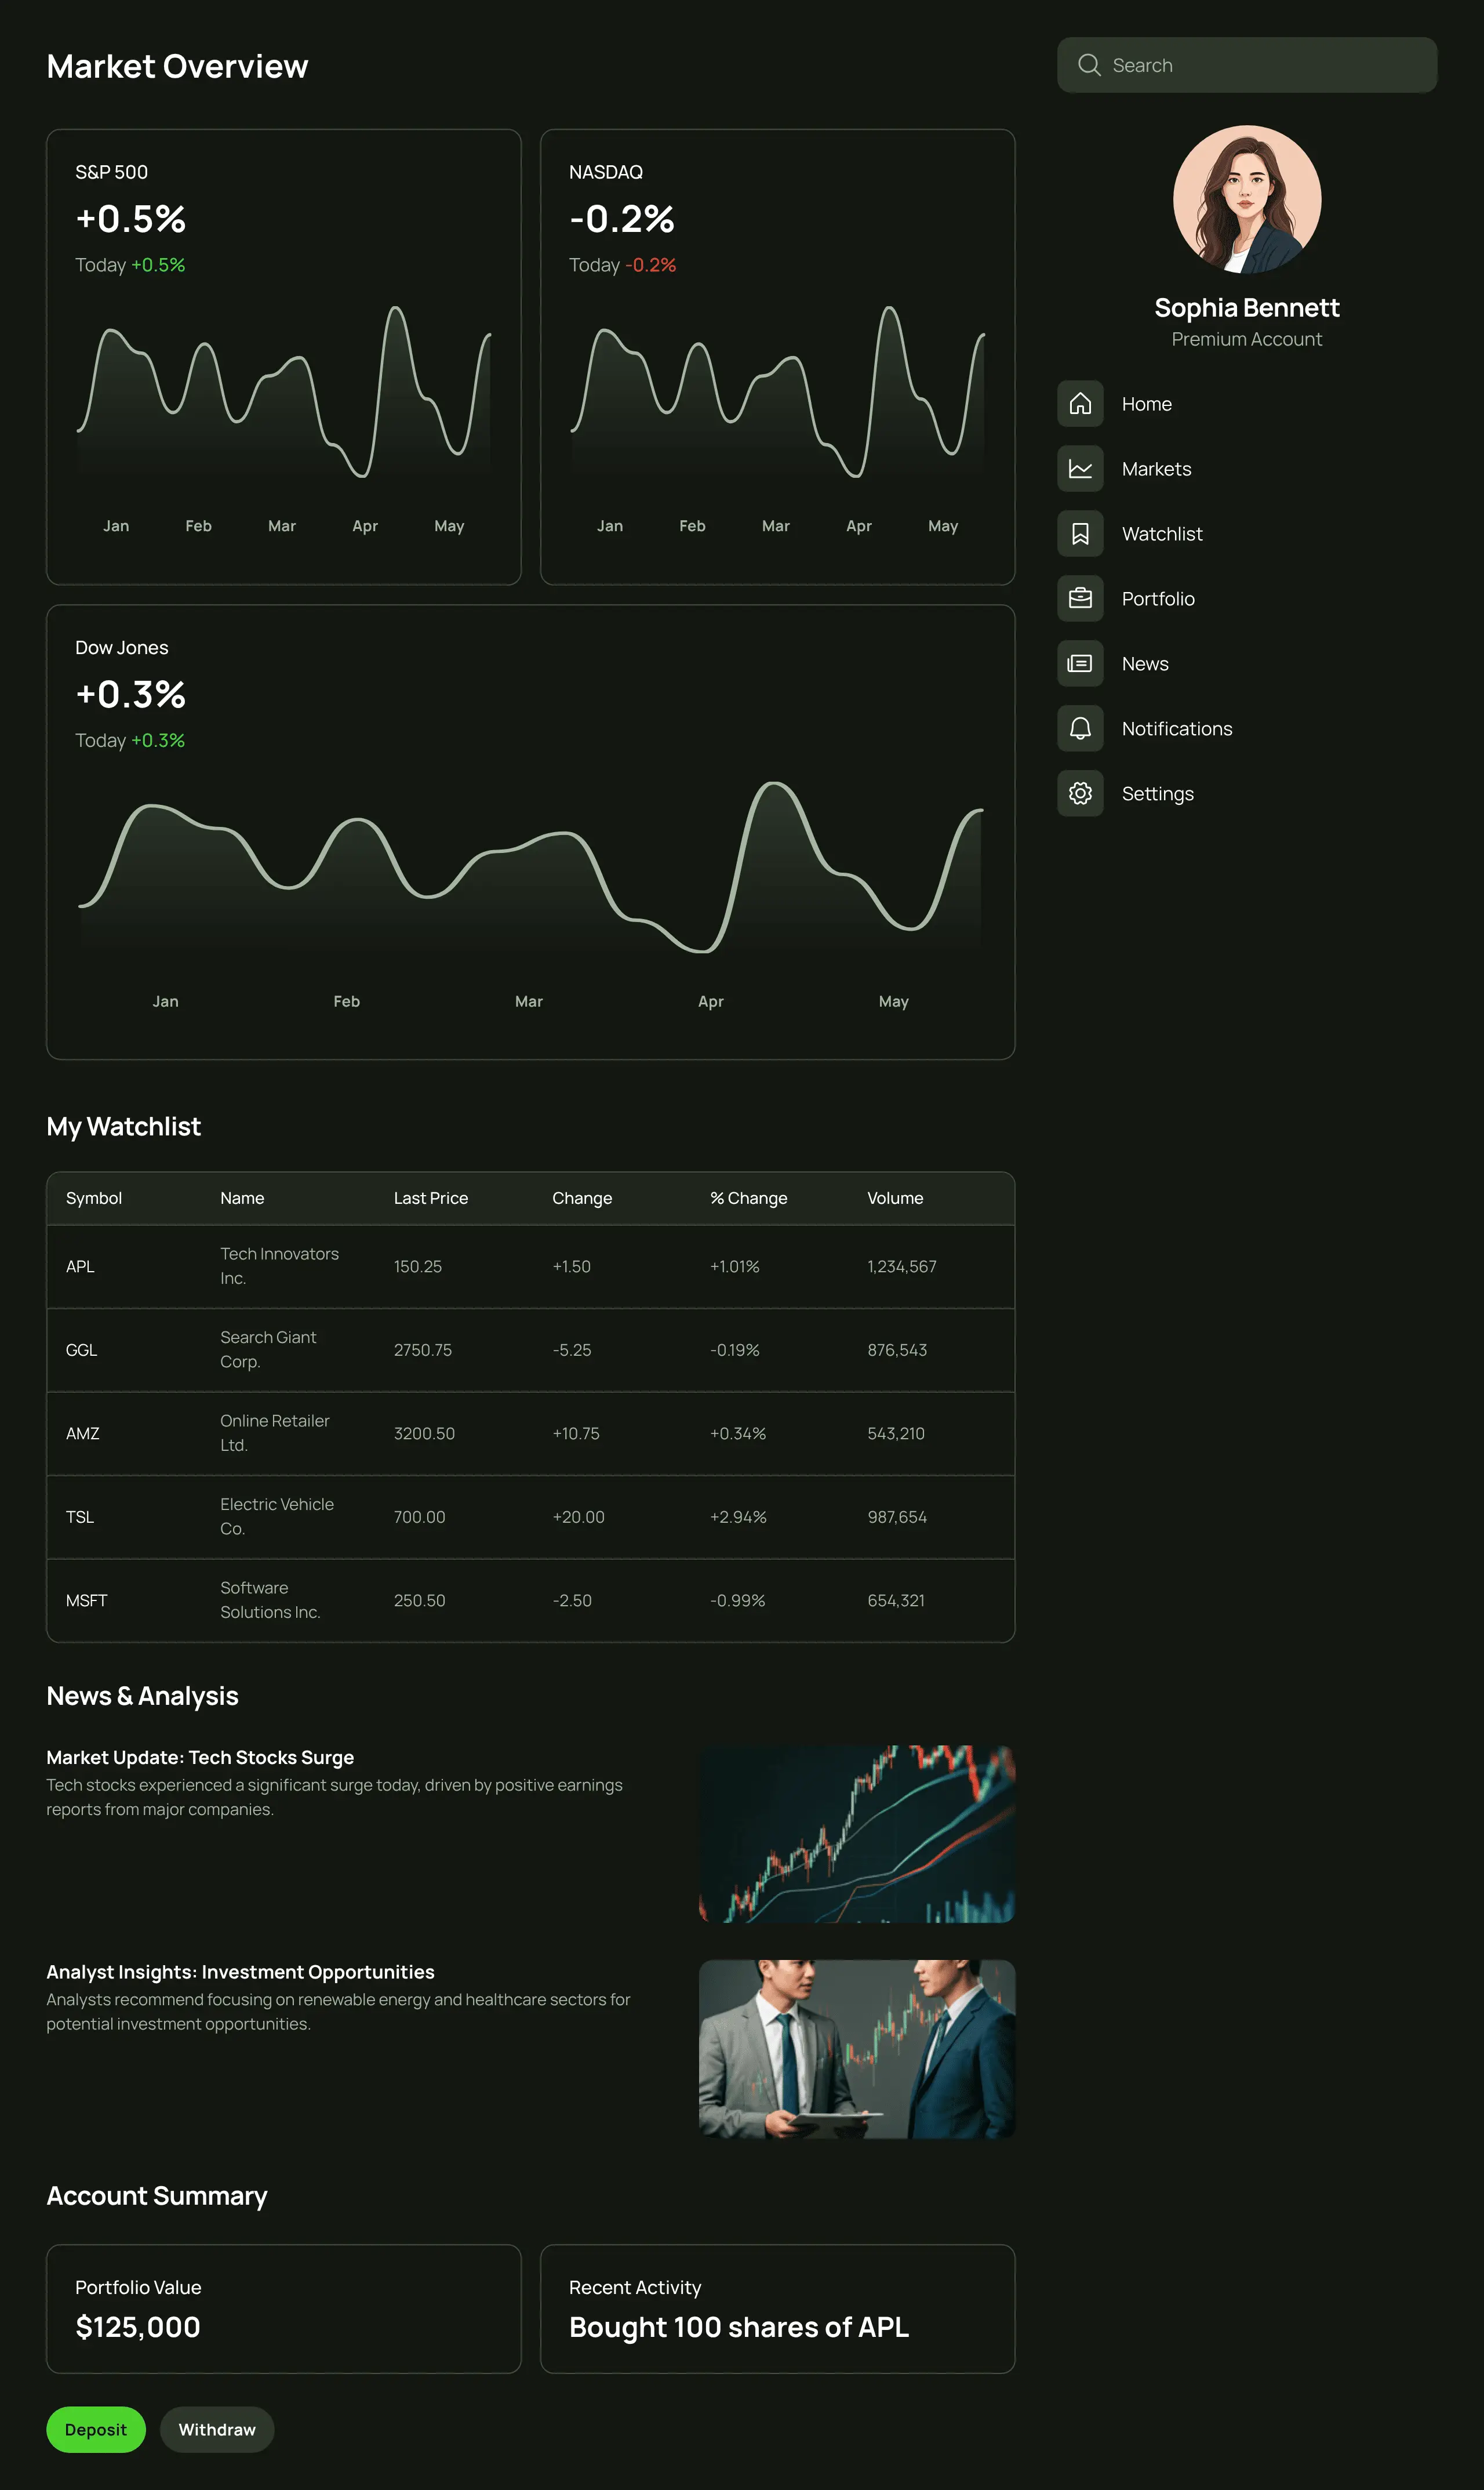 Market Overview
S&P 500
+0.5%
Today +0.5%
Jan Feb Mar Apr May
NASDAQ
-0.2%
Today -0.2%
Jan Feb Mar Apr May
Dow Jones
+0.3%
Today +0.3%
Jan Feb Mar Apr May
My Watchlist
Symbol Name Last Price Change % Change Volume
APL Tech Innovators Inc. 150.25 +1.50 +1.01% 1,234,567
GGL Search Giant Corp. 2750.75 -5.25 -0.19% 876,543
AMZ Online Retailer Ltd. 3200.50 +10.75 +0.34% 543,210
TSL Electric Vehicle Co. 700.00 +20.00 +2.94% 987,654
MSFT Software Solutions Inc. 250.50 -2.50 -0.99% 654,321
News & Analysis
Market Update: Tech Stocks Surge
Tech stocks experienced a significant surge today, driven by positive earnings
reports from major companies.
Analyst Insights: Investment Opportunities
Analysts recommend focusing on renewable energy and healthcare sectors for
potential investment opportunities.
Account Summary
Portfolio Value
$125,000
Recent Activity
Bought 100 shares of APL
Deposit
Withdraw
Search
Sophia Bennett
Premium Account
Home
Markets
Watchlist
Portfolio
News
Notifications
Settings